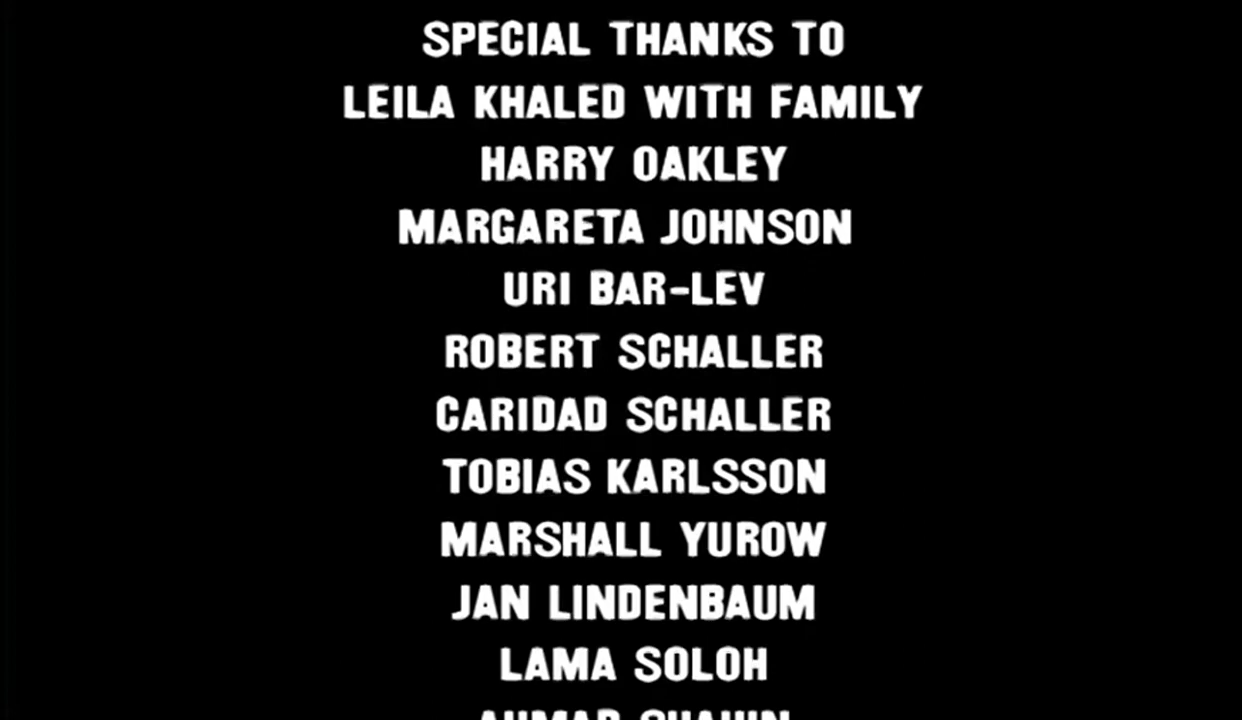 SPECIAL THANKS TO
LEILA KHALED WITH FAMILY
HARRY OAKLEY
MARGARETA JOHNSON
URI BAR-LEV
ROBERT SCHALLER
CARIDAD SCHALLER
TOBIAS KARLSSON
MARSHALL YUROW
JAN LINDENBAUM
LAMA SOLOH